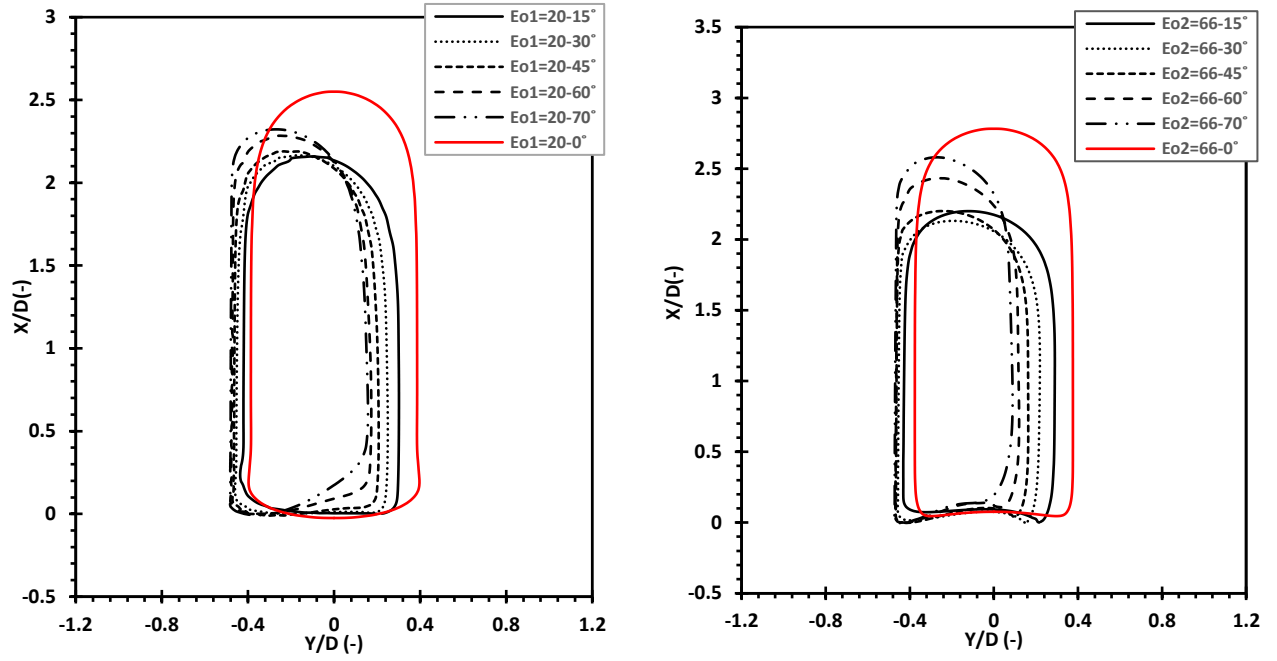 3
2.5
2
1.5
1
0.5
0
-0.5
X/D(-)
-1.2
-0.8
-0.4
0
0.4
0.8
1.2
Y/D (-)
Eo1=20-15˚
Eo1=20-30˚
Eo1=20-45˚
Eo1=20-60˚
Eo1=20-70˚
Eo1=20-0˚
3.5
3
2.5
2
1.5
1
0.5
0
-0.5
X/D(-)
-1.2
-0.8
-0.4
0
0.4
0.8
1.2
Y/D (-)
Eo2=66-15˚
Eo2=66-30˚
Eo2=66-45˚
Eo2=66-60˚
Eo2=66-70˚
Eo2=66-0˚